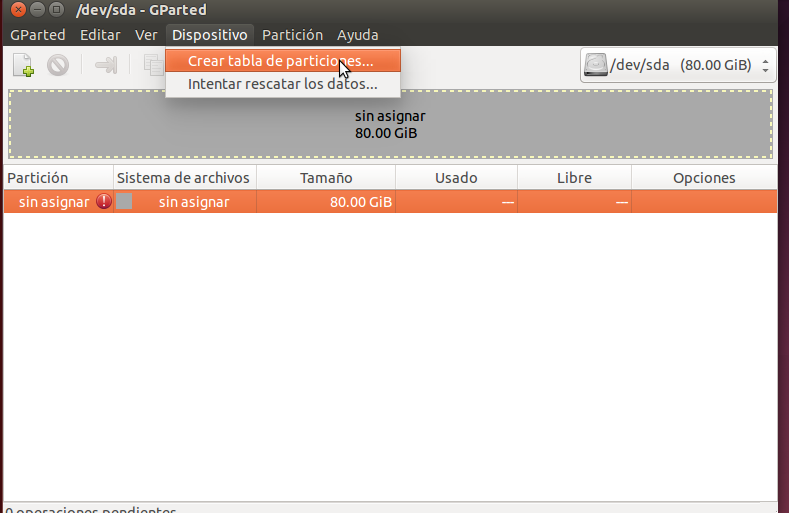 /dev/sda - GParted
GParted Editar Ver Dispositivo Partición Ayuda
Crear tabla de particiones...
Intentar rescatar los datos...
/dev/sda (80.00 GiB)
sin asignar
80.00 GiB
Partición Sistema de archivos Tamaño Usado Libre Opciones
sin asignar sin asignar 80.00 GiB --- ---
0 operaciones pendientes